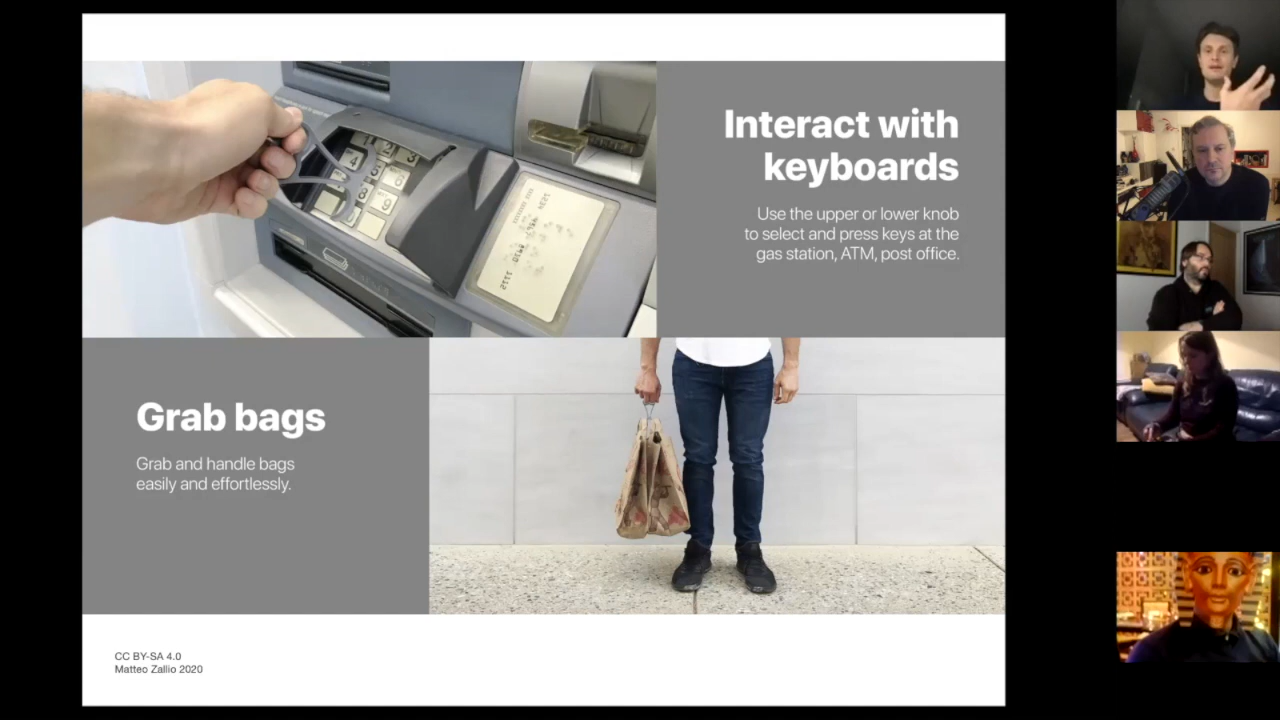 Interact with
keyboards
Use the upper or lower knob
to select and press keys at the
gas station, ATM, post office.
Grab bags
Grab and handle bags
easily and effortlessly.
CC BY-SA 4.0
Matteo Zallio 2020